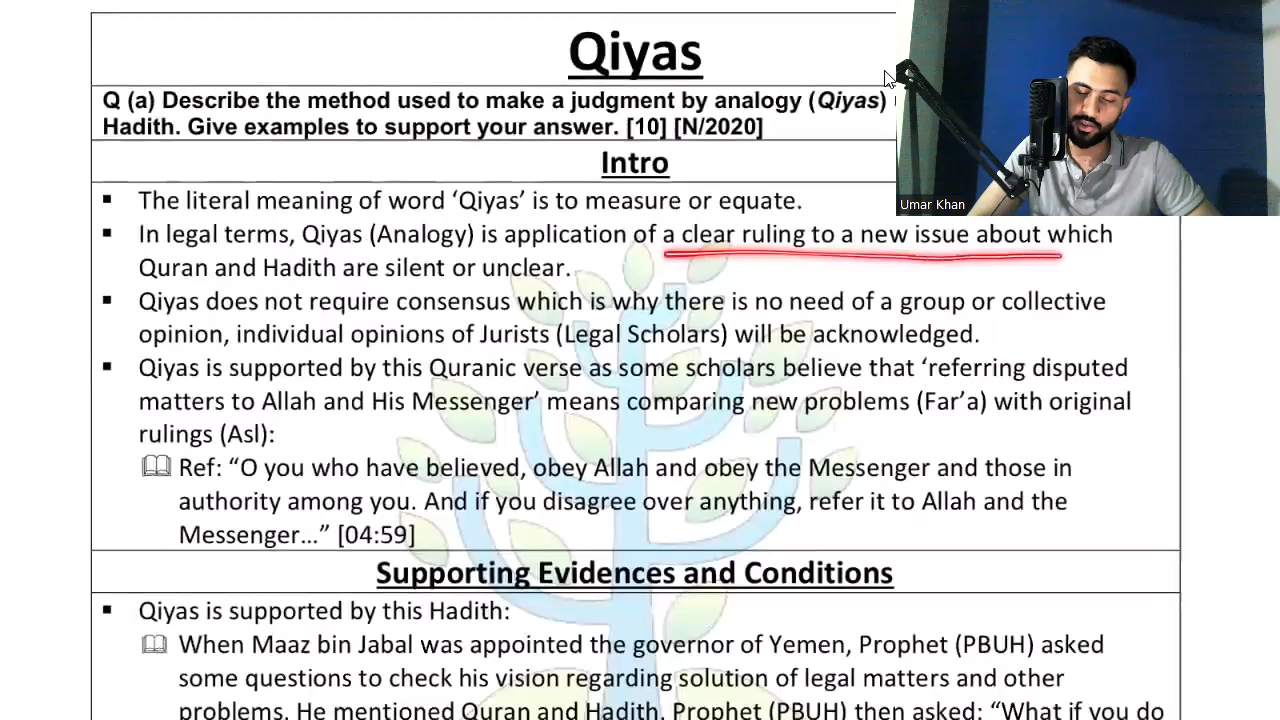 Qiyas
Q (a) Describe the method used to make a judgment by analogy (Qiyas)
Hadith. Give examples to support your answer. [10] [N/2020]
Intro
Umar Khan
▪ The literal meaning of word ‘Qiyas’ is to measure or equate.
▪ In legal terms, Qiyas (Analogy) is application of a clear ruling to a new issue about which
Quran and Hadith are silent or unclear.
▪ Qiyas does not require consensus which is why there is no need of a group or collective
opinion, individual opinions of Jurists (Legal Scholars) will be acknowledged.
▪ Qiyas is supported by this Quranic verse as some scholars believe that ‘referring disputed
matters to Allah and His Messenger’ means comparing new problems (Far’a) with original
rulings (Asl):
Ref: “O you who have believed, obey Allah and obey the Messenger and those in
authority among you. And if you disagree over anything, refer it to Allah and the
Messenger…” [04:59]
Supporting Evidences and Conditions
▪ Qiyas is supported by this Hadith:
When Maaz bin Jabal was appointed the governor of Yemen, Prophet (PBUH) asked
some questions to check his vision regarding solution of legal matters and other
problems. He mentioned Quran and Hadith. Prophet (PBUH) then asked: “What if you do